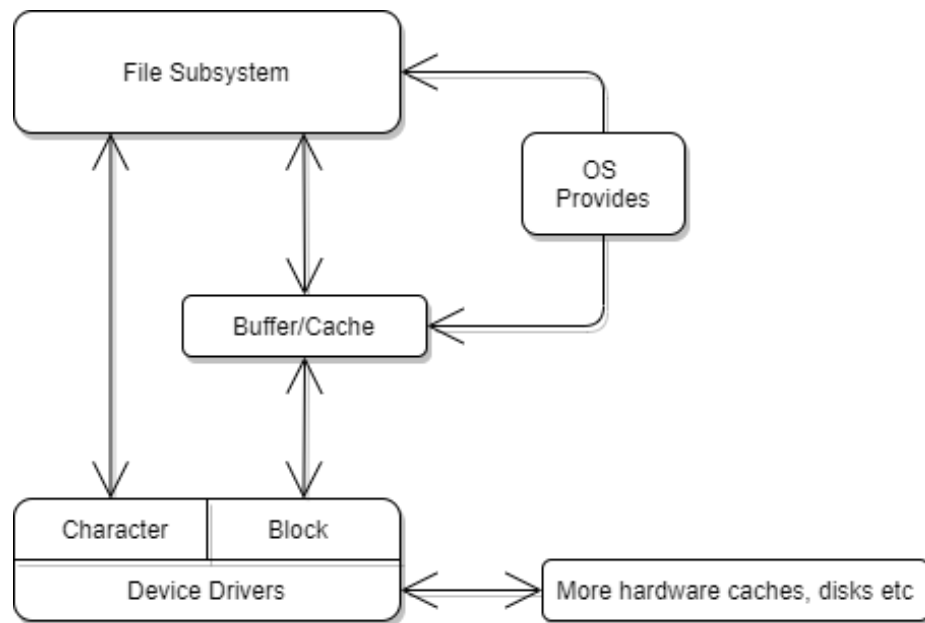 File Subsystem
OS
Provides
Buffer/Cache
Character
Block
Device Drivers
More hardware caches, disks etc